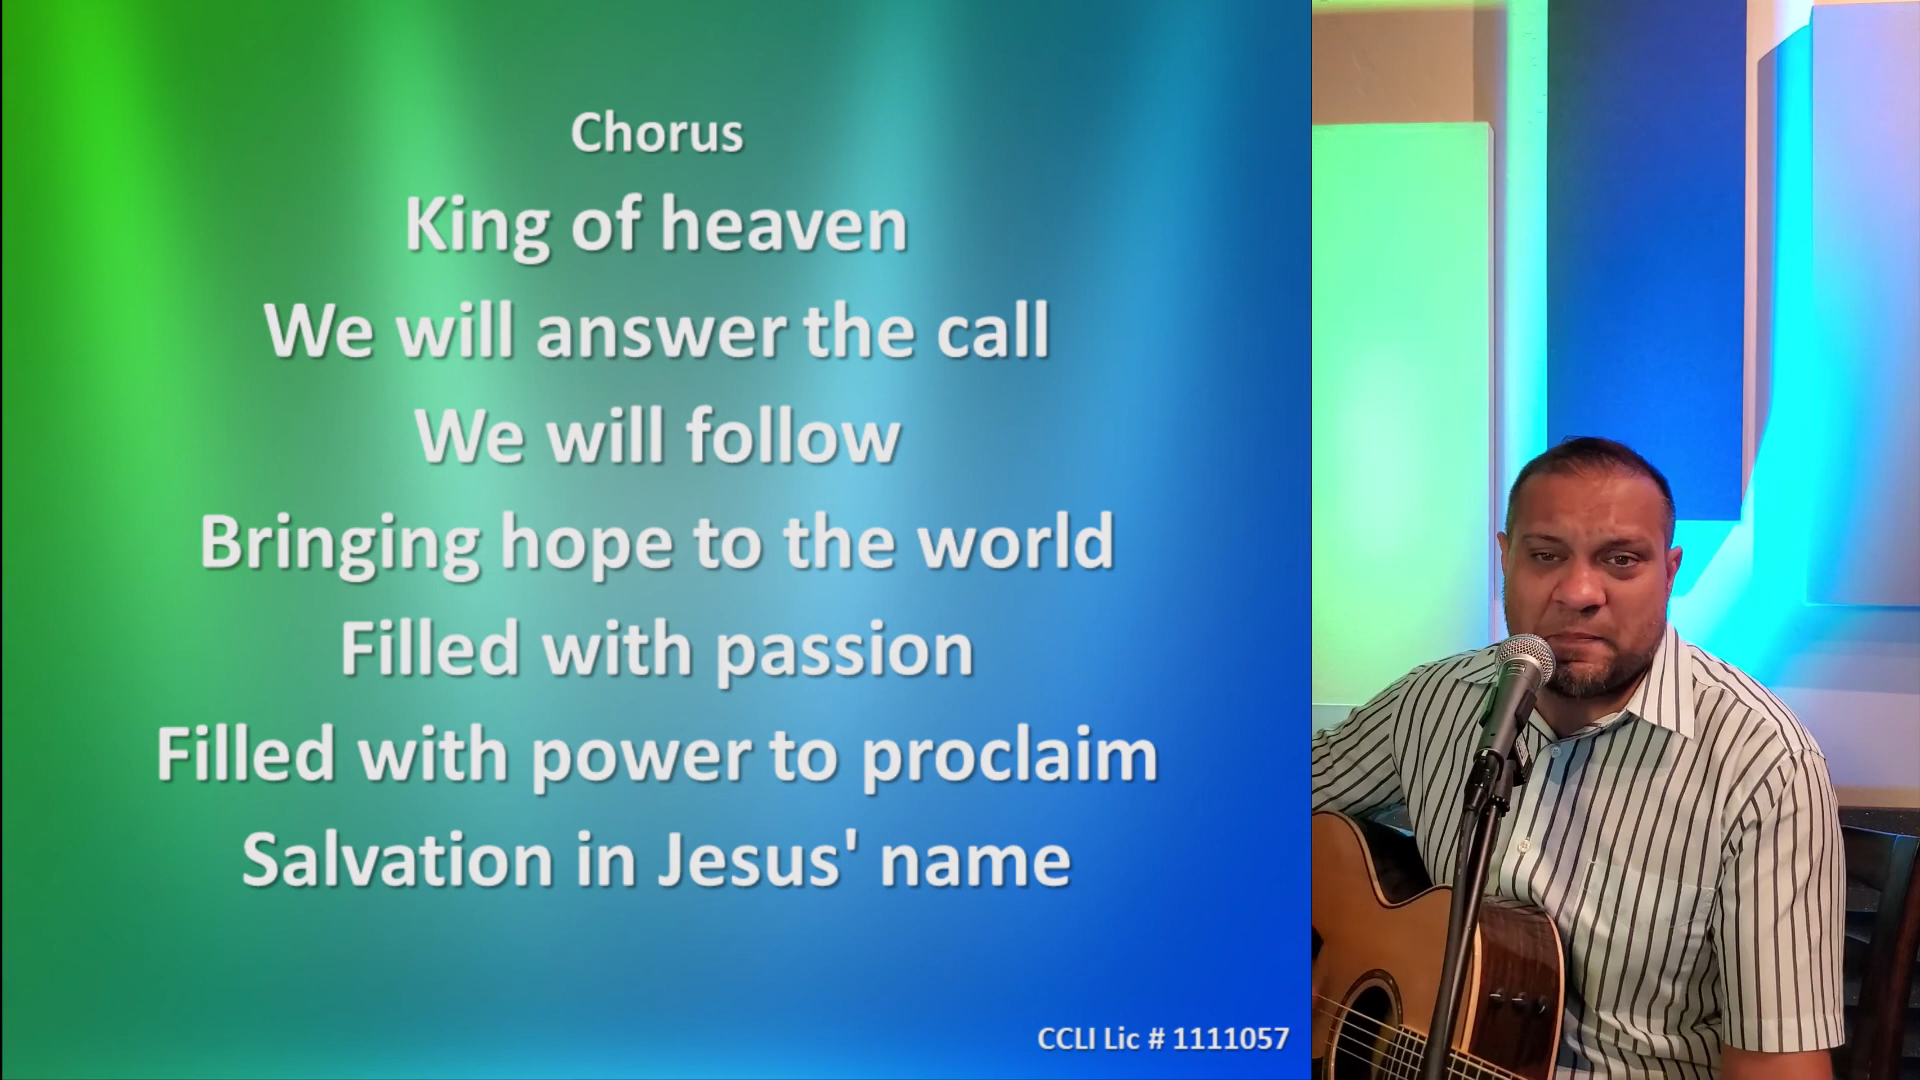 Chorus
King of heaven
We will answer the call
We will follow
Bringing hope to the world
Filled with passion
Filled with power to proclaim
Salvation in Jesus' name
CCLI Lic # 1111057